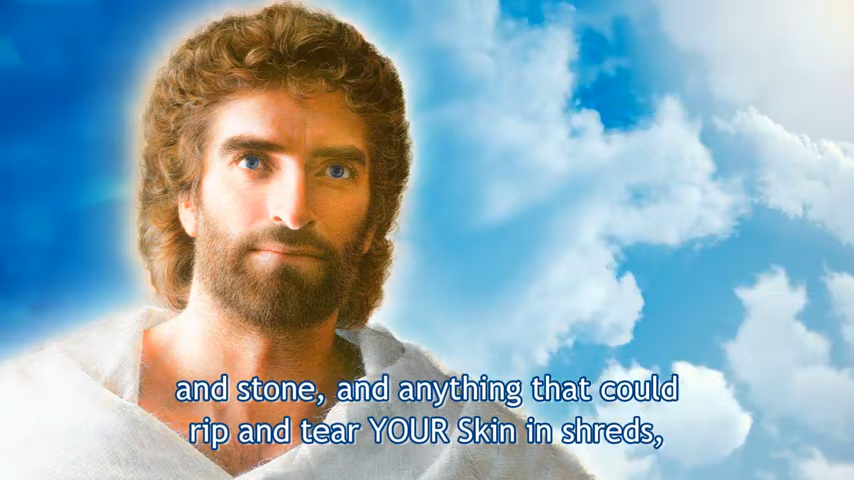 and stone, and anything that could
rip and tear YOUR Skin in shreds,